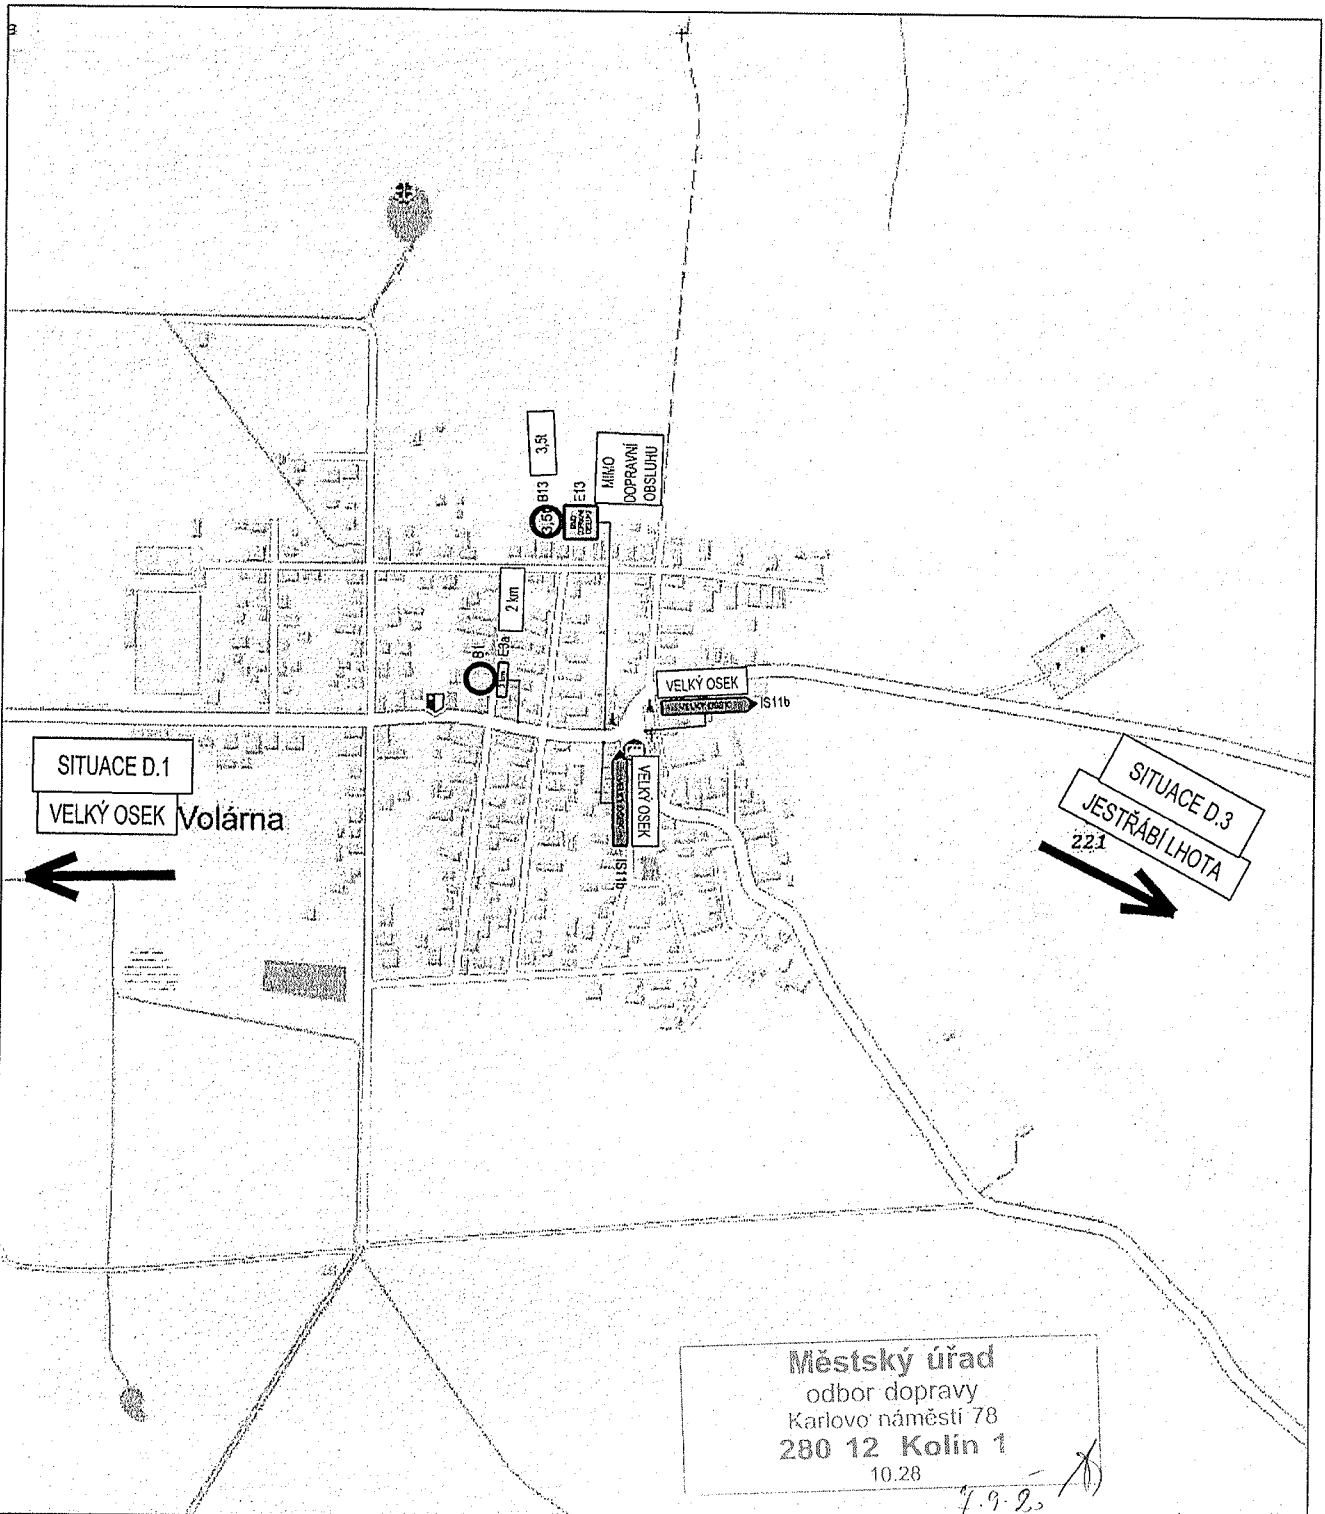 3,5t
B13
3,5t
E13
MIMO
DOPRAVNÍ
OBSLUHU
2 km
B1
E3a
VELKÝ OSEK
IS11b
VELKÝ OSEK
IS11b
SITUACE D.1
VELKÝ OSEK
Volárna
SITUACE D.3
JESTŘÁBÍ LHOTA
221
Městský úřad
odbor dopravy
Karlovo náměstí 78
280 12 Kolín 1
10.28